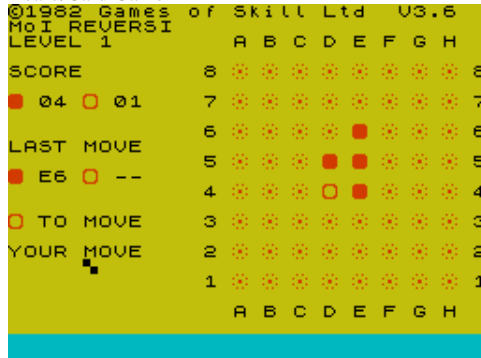 ©1982 Games of Skill Ltd V3.6
MoI REVERSI
LEVEL 1
A B C D E F G H
SCORE
8 8
04 01
7 7
6 6
LAST MOVE
5 5
E6 --
4 4
TO MOVE
3 3
YOUR MOVE
2 2
1 1
A B C D E F G H